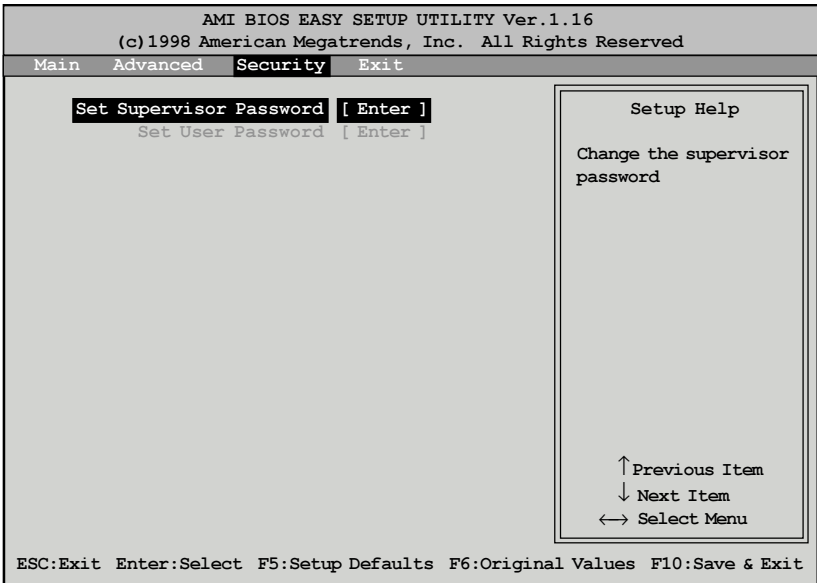 AMI BIOS EASY SETUP UTILITY Ver.1.16
(c)1998 American Megatrends, Inc. All Rights Reserved
Main Advanced Security Exit
Set Supervisor Password [ Enter ]
Set User Password [ Enter ]
Setup Help
Change the supervisor
password
↑ Previous Item
↓ Next Item
←→ Select Menu
ESC:Exit Enter:Select F5:Setup Defaults F6:Original Values F10:Save & Exit